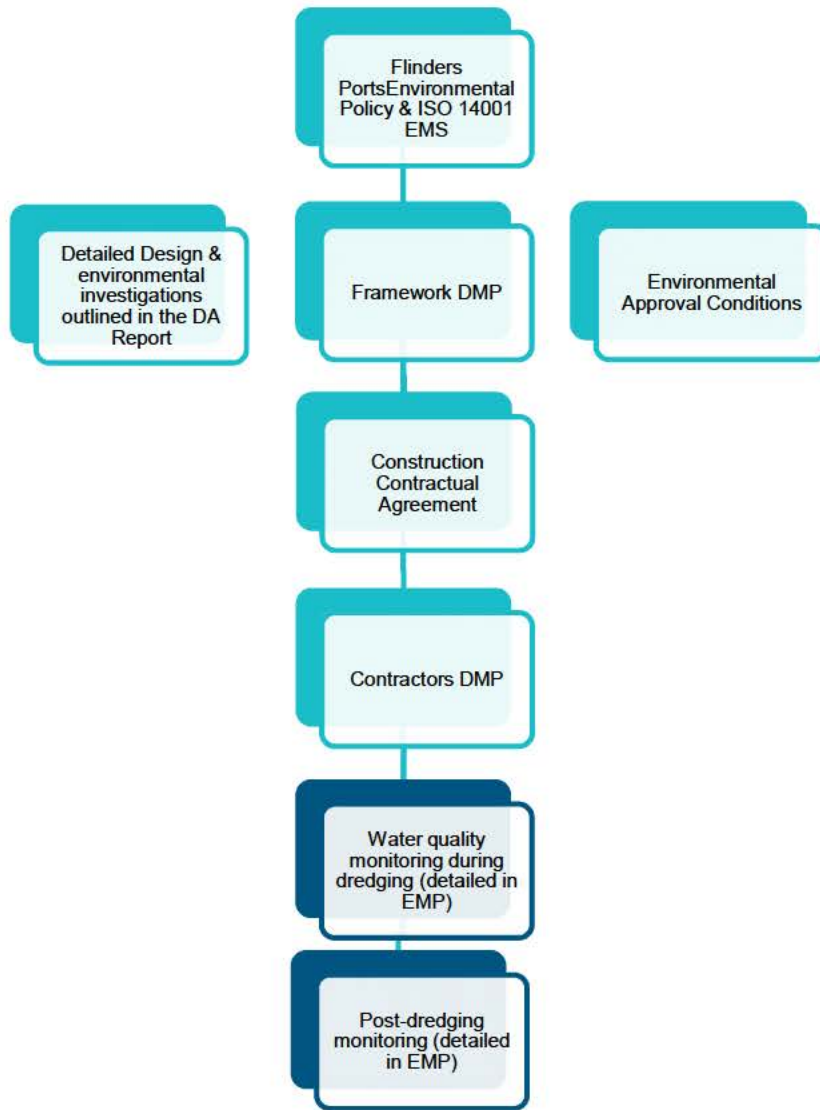 Flinders
PortsEnvironmental
Policy & ISO 14001
EMS
Detailed Design &
environmental
investigations
outlined in the DA
Report
Framework DMP
Environmental
Approval Conditions
Construction
Contractual
Agreement
Contractors DMP
Water quality
monitoring during
dredging (detailed in
EMP)
Post-dredging
monitoring (detailed
in EMP)